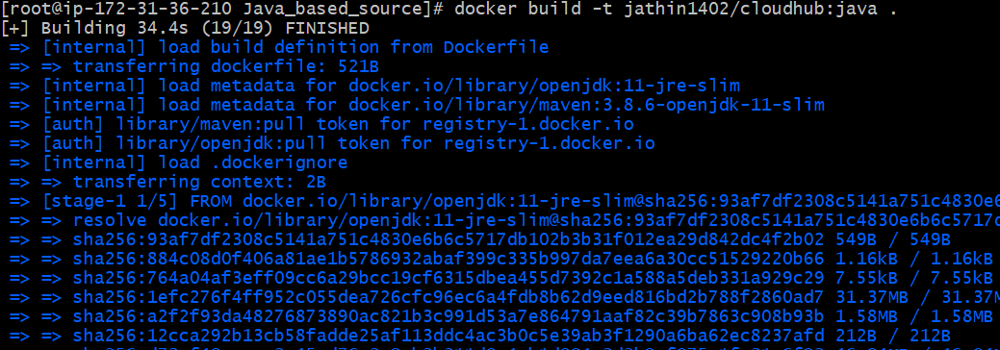 [root@ip-172-31-36-210 Java_based_source]# docker build -t jathin1402/cloudhub:java .
[+] Building 34.4s (19/19) FINISHED
=> [internal] load build definition from Dockerfile
=> => transferring dockerfile: 521B
=> [internal] load metadata for docker.io/library/openjdk:11-jre-slim
=> [internal] load metadata for docker.io/library/maven:3.8.6-openjdk-11-slim
=> [auth] library/maven:pull token for registry-1.docker.io
=> [auth] library/openjdk:pull token for registry-1.docker.io
=> [internal] load .dockerignore
=> => transferring context: 2B
=> [stage-1 1/5] FROM docker.io/library/openjdk:11-jre-slim@sha256:93af7df2308c5141a751c4830e6
=> => resolve docker.io/library/openjdk:11-jre-slim@sha256:93af7df2308c5141a751c4830e6b6c5717
=> => sha256:93af7df2308c5141a751c4830e6b6c5717db102b3b31f012ea29d842dc4f2b02 549B / 549B
=> => sha256:884c08d0f406a81ae1b5786932abaf399c335b997da7eea6a30cc51529220b66 1.16kB / 1.16kB
=> => sha256:764a04af3eff09cc6a29bcc19cf6315dbea455d7392c1a588a5deb331a929c29 7.55kB / 7.55kB
=> => sha256:1efc276f4ff952c055dea726cfc96ec6a4fdb8b62d9eed816bd2b788f2860ad7 31.37MB / 31.37M
=> => sha256:a2f2f93da48276873890ac821b3c991d53a7e864791aaf82c39b7863c908b93b 1.58MB / 1.58MB
=> => sha256:12cca292b13cb58fadde25af113ddc4ac3b0c5e39ab3f1290a6ba62ec8237afd 212B / 212B